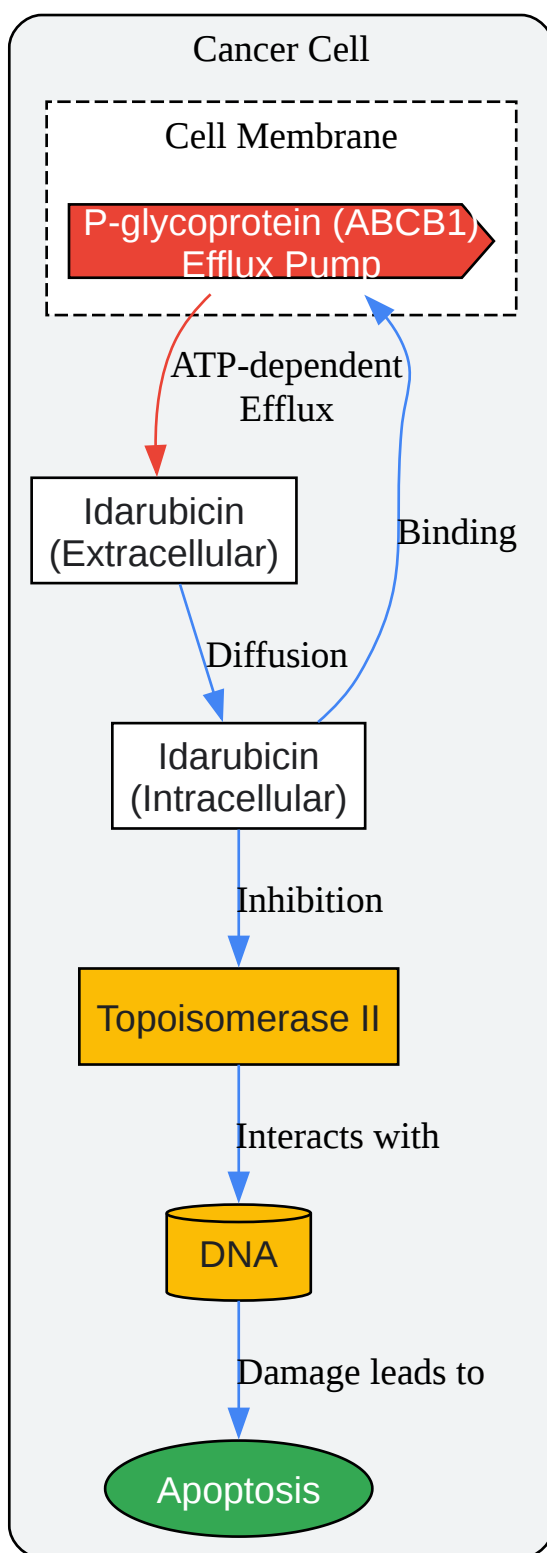 Cancer Cell
Cell Membrane
P-glycoprotein (ABCB1)
Efflux Pump
ATP-dependent
Efflux
Idarubicin
(Extracellular)
Binding
Diffusion
Idarubicin
(Intracellular)
Inhibition
Topoisomerase II
Interacts with
DNA
Damage leads to
Apoptosis